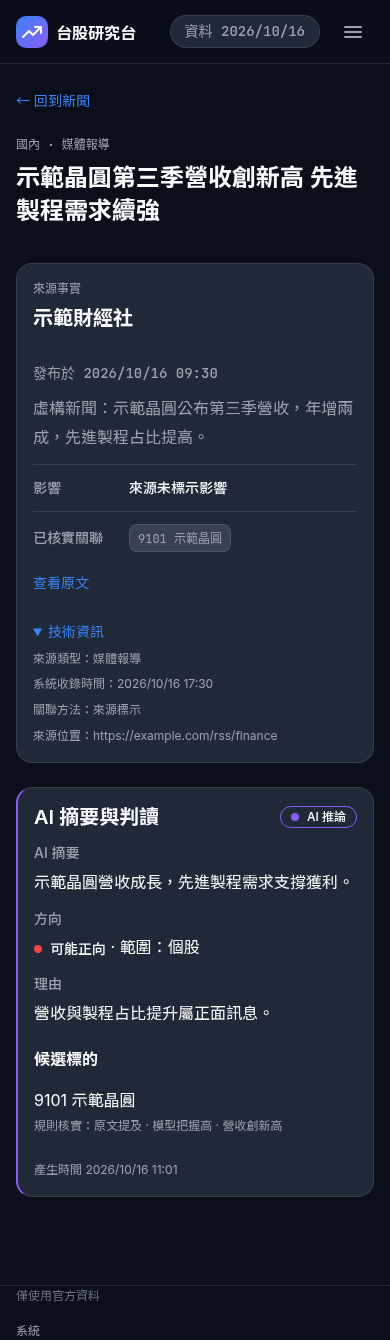 台股研究台
資料 2026/10/16
← 回到新聞
國內 · 媒體報導
示範晶圓第三季營收創新高 先進
製程需求續強
來源事實
示範財經社
發布於 2026/10/16 09:30
虛構新聞：示範晶圓公布第三季營收，年增兩
成，先進製程占比提高。
影響 來源未標示影響
已核實關聯 9101 示範晶圓
查看原文
▼ 技術資訊
來源類型：媒體報導
系統收錄時間：2026/10/16 17:30
關聯方法：來源標示
來源位置：https://example.com/rss/finance
AI 摘要與判讀
AI 推論
AI 摘要
示範晶圓營收成長，先進製程需求支撐獲利。
方向
可能正向 · 範圍：個股
理由
營收與製程占比提升屬正面訊息。
候選標的
9101 示範晶圓
規則核實：原文提及 · 模型把握高 · 營收創新高
產生時間 2026/10/16 11:01
僅使用官方資料
系統